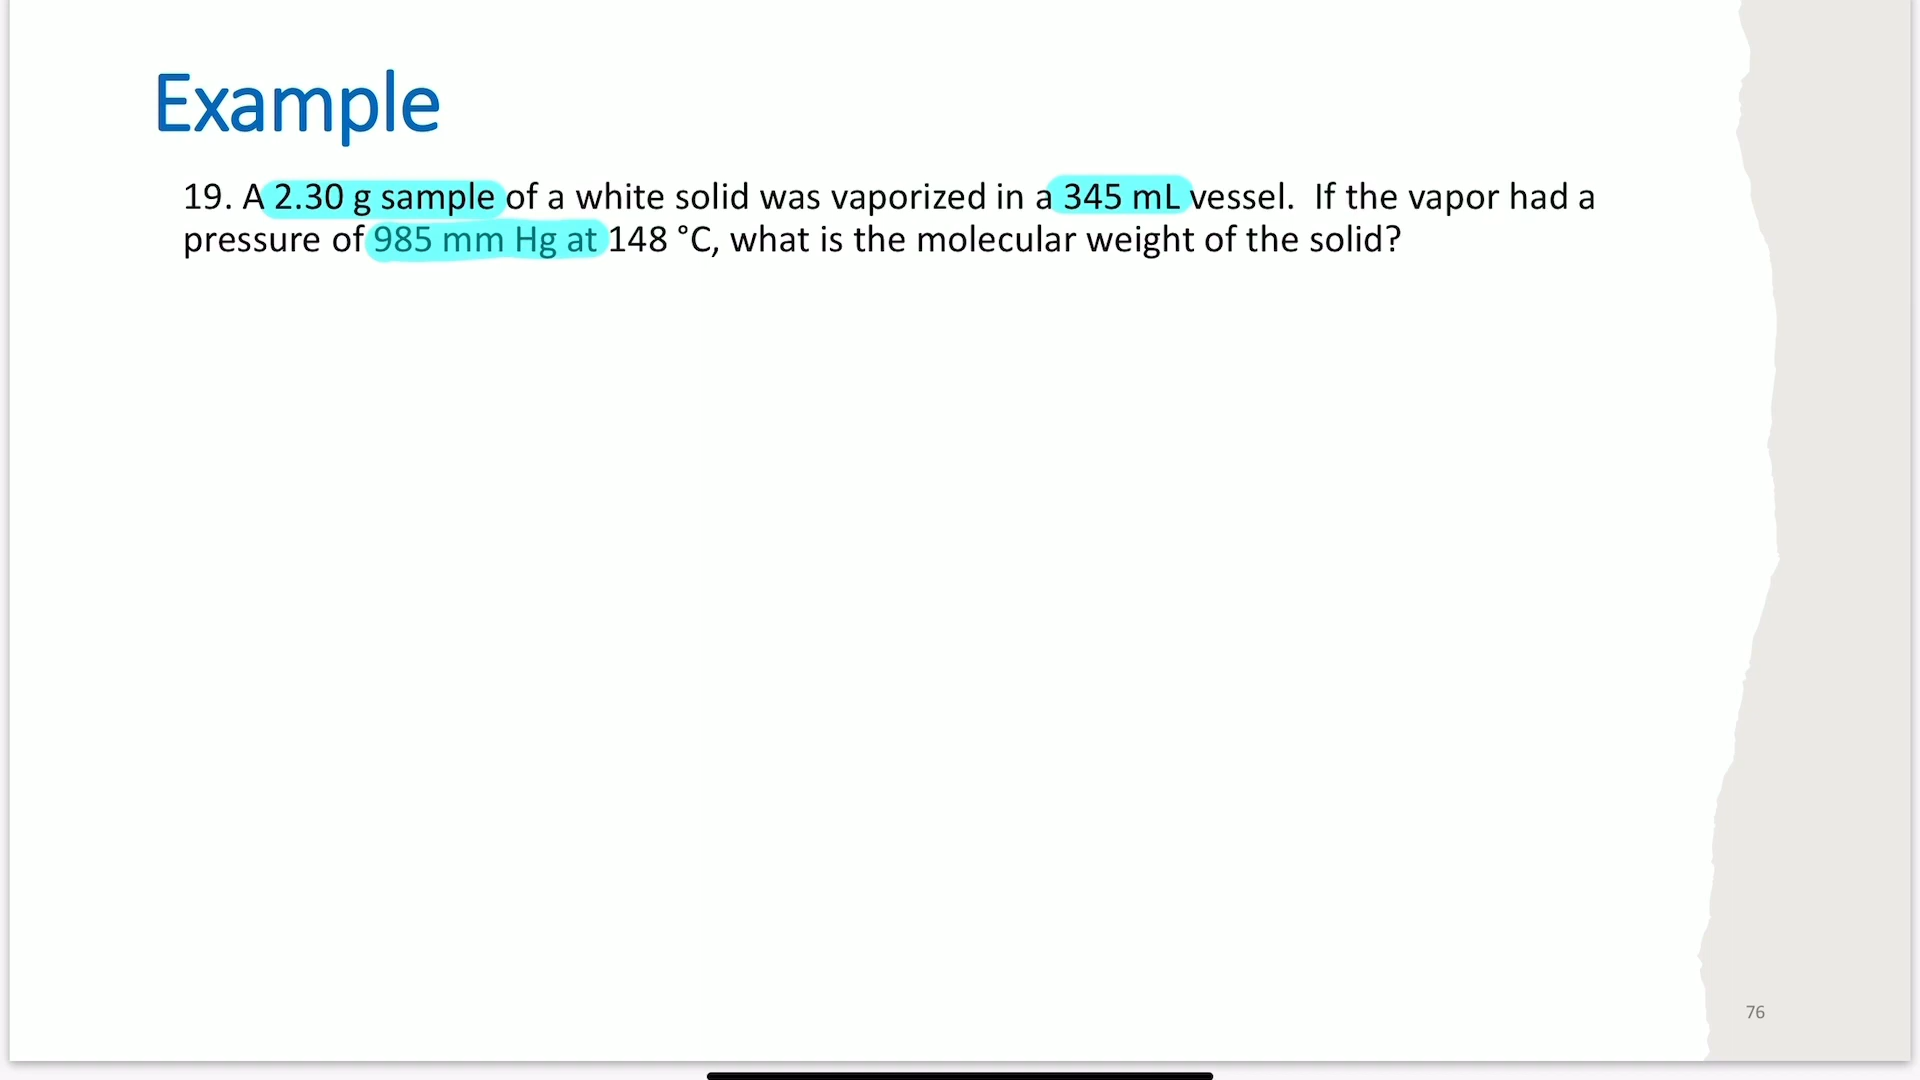 Example
19. A 2.30 g sample of a white solid was vaporized in a 345 mL vessel.  If the vapor had a
pressure of 985 mm Hg at 148 °C, what is the molecular weight of the solid?
76